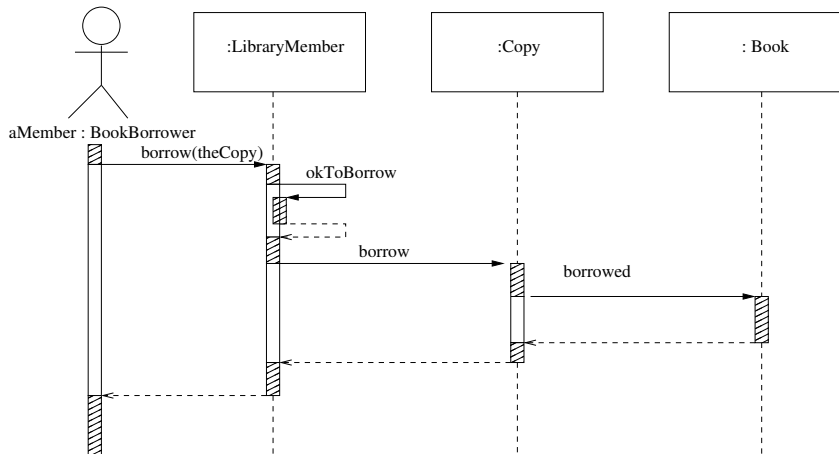 :LibraryMember
:Copy
: Book
aMember : BookBorrower
borrow(theCopy)
okToBorrow
borrow
borrowed